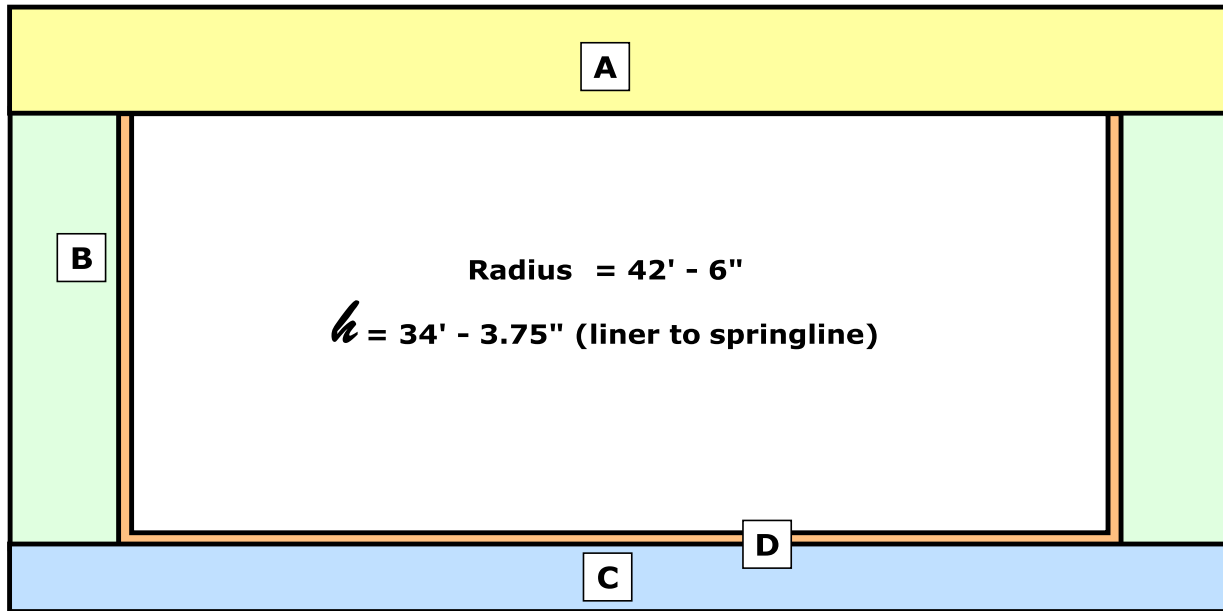 A
B
Radius = 42' - 6"
h = 34' - 3.75" (liner to springline)
D
C